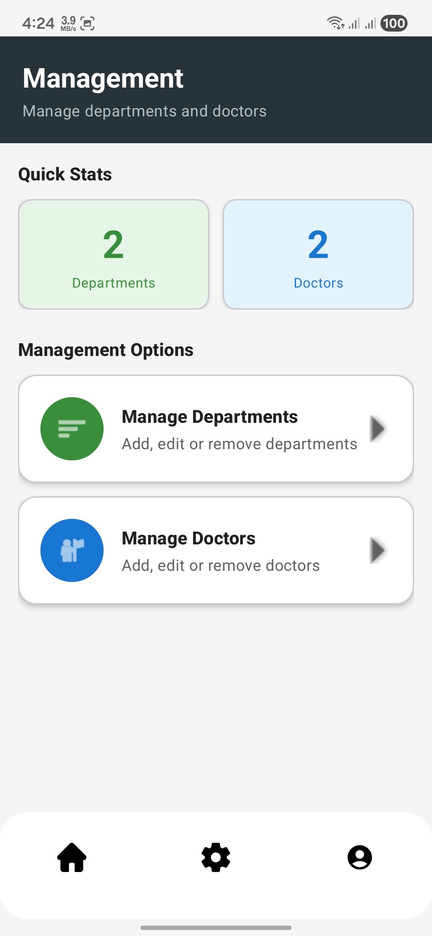 4:24 3.9 MB/s 100
Management
Manage departments and doctors
Quick Stats
2 2
Departments Doctors
Management Options
Manage Departments
Add, edit or remove departments
Manage Doctors
Add, edit or remove doctors